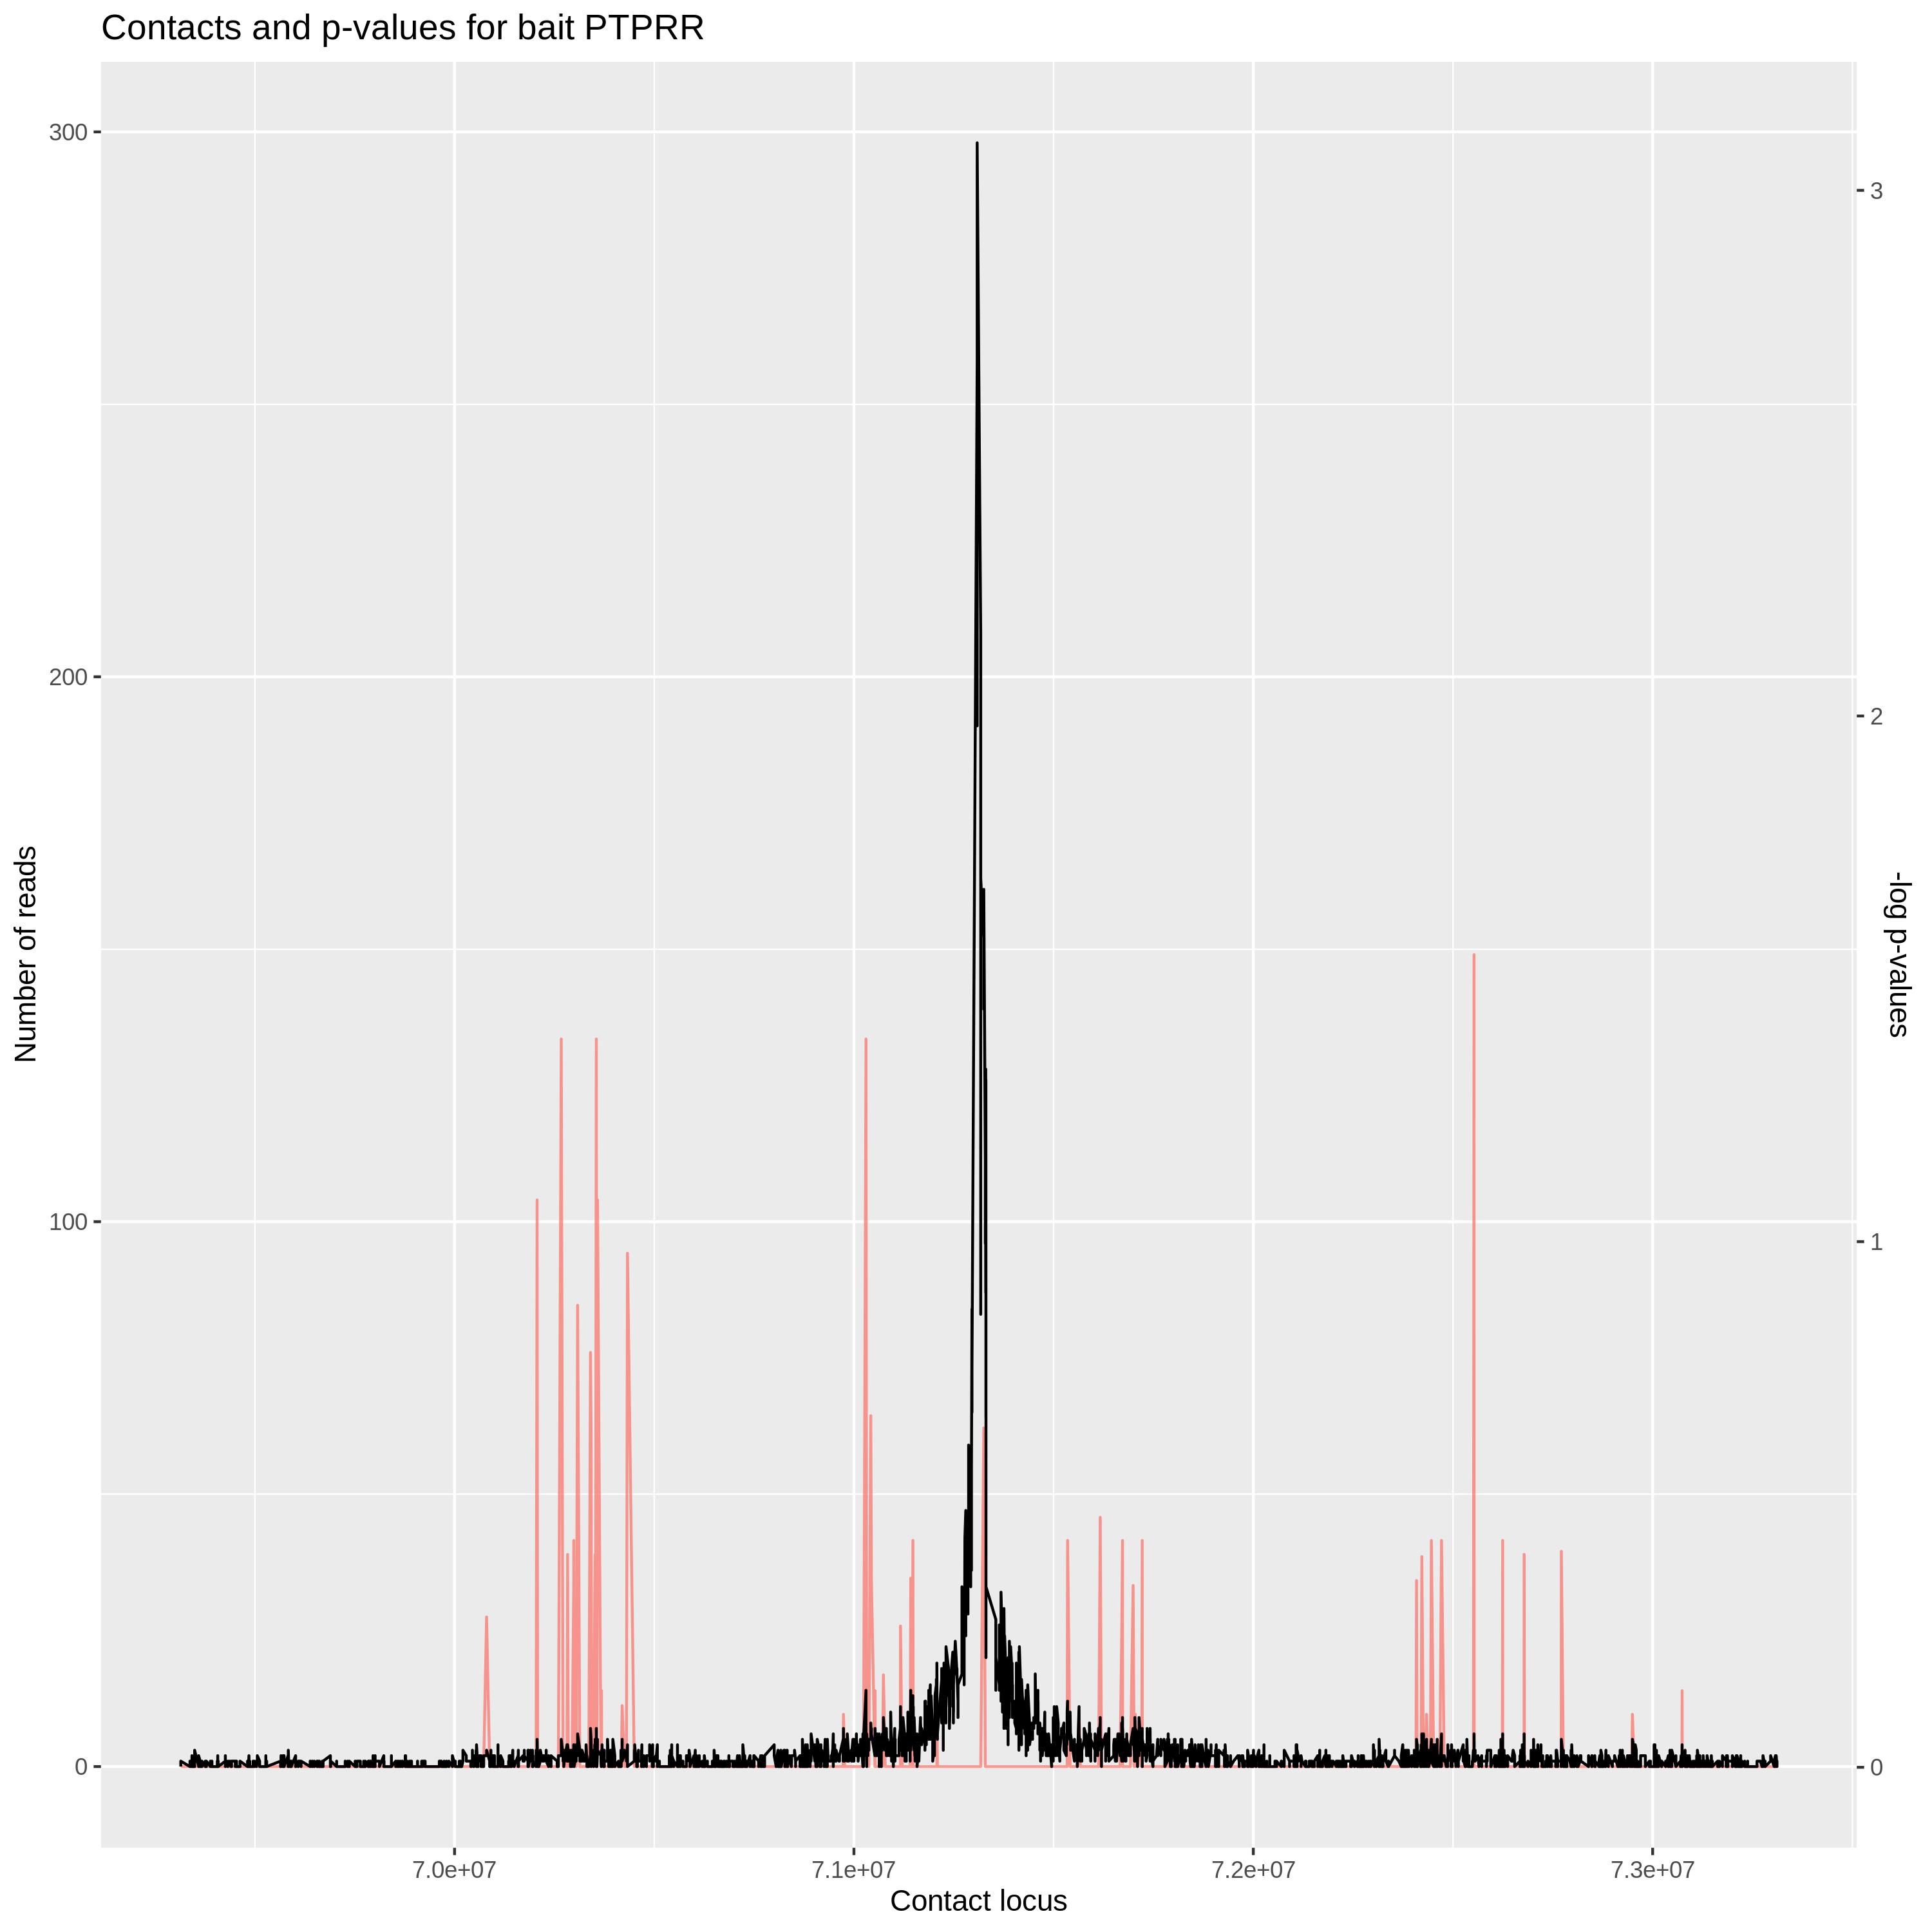 Contacts and p-values for bait PTPRR
300
200
100
0
3
2
1
0
Number of reads
-log p-values
7.0e+07
7.1e+07
7.2e+07
7.3e+07
Contact locus